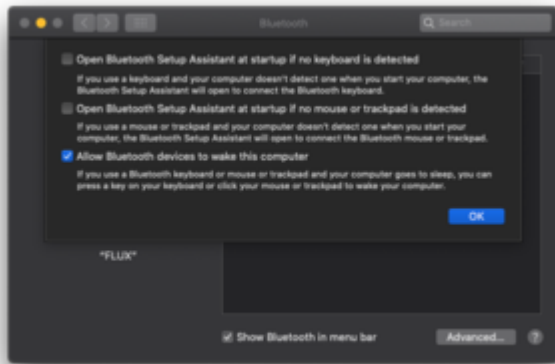 Bluetooth
Search
Open Bluetooth Setup Assistant at startup if no keyboard is detected
If you use a keyboard and your computer doesn't detect one when you start your computer, the
Bluetooth Setup Assistant will open to connect the Bluetooth keyboard.
Open Bluetooth Setup Assistant at startup if no mouse or trackpad is detected
If you use a mouse or trackpad and your computer doesn't detect one when you start your
computer, the Bluetooth Setup Assistant will open to connect the Bluetooth mouse or trackpad.
Allow Bluetooth devices to wake this computer
If you use a Bluetooth keyboard or mouse or trackpad and your computer goes to sleep, you can
press a key on your keyboard or click your mouse or trackpad to wake your computer.
OK
"FLUX"
Show Bluetooth in menu bar
Advanced...
?